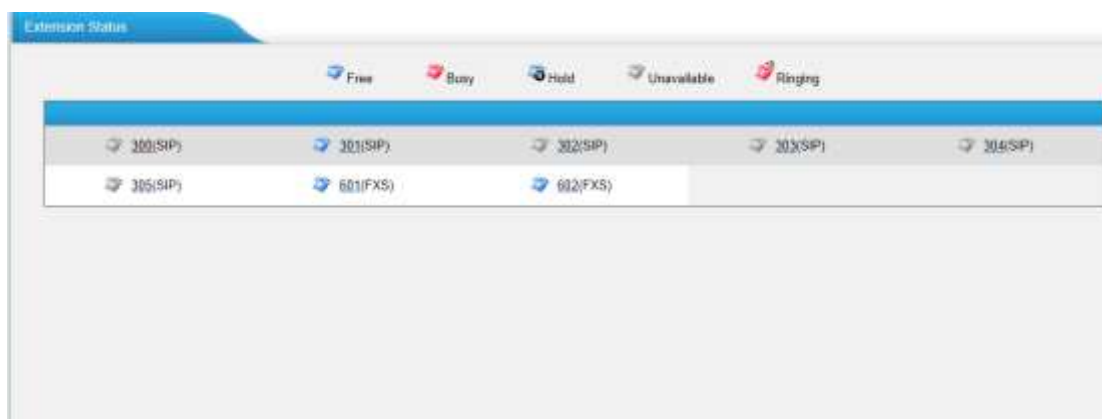 Extension Status
Free Busy Hold Unavailable Ringing
300(SIP) 301(SIP) 302(SIP) 303(SIP) 304(SIP)
305(SIP) 601(FXS) 602(FXS)